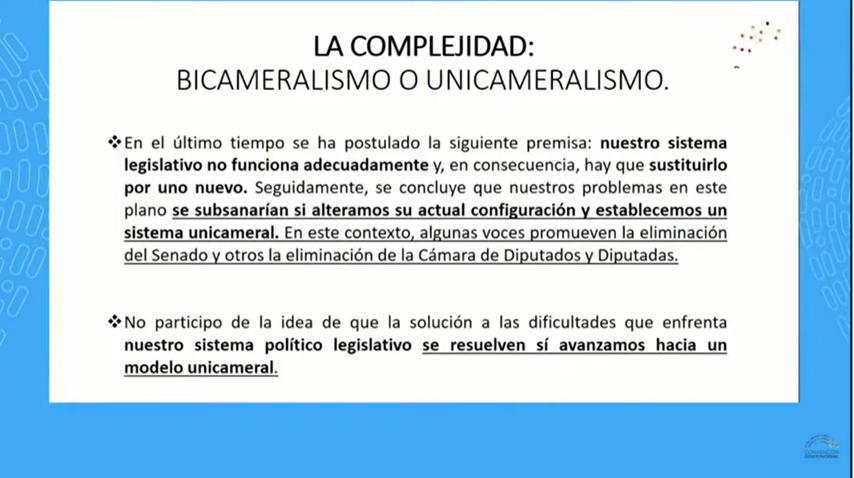 LA COMPLEJIDAD:
BICAMERALISMO O UNICAMERALISMO.
❖En el último tiempo se ha postulado la siguiente premisa: nuestro sistema
legislativo no funciona adecuadamente y, en consecuencia, hay que sustituirlo
por uno nuevo. Seguidamente, se concluye que nuestros problemas en este
plano se subsanarían si alteramos su actual configuración y establecemos un
sistema unicameral. En este contexto, algunas voces promueven la eliminación
del Senado y otros la eliminación de la Cámara de Diputados y Diputadas.
❖No participo de la idea de que la solución a las dificultades que enfrenta
nuestro sistema político legislativo se resuelven sí avanzamos hacia un
modelo unicameral.
CONVENCIÓN
CONSTITUCIONAL